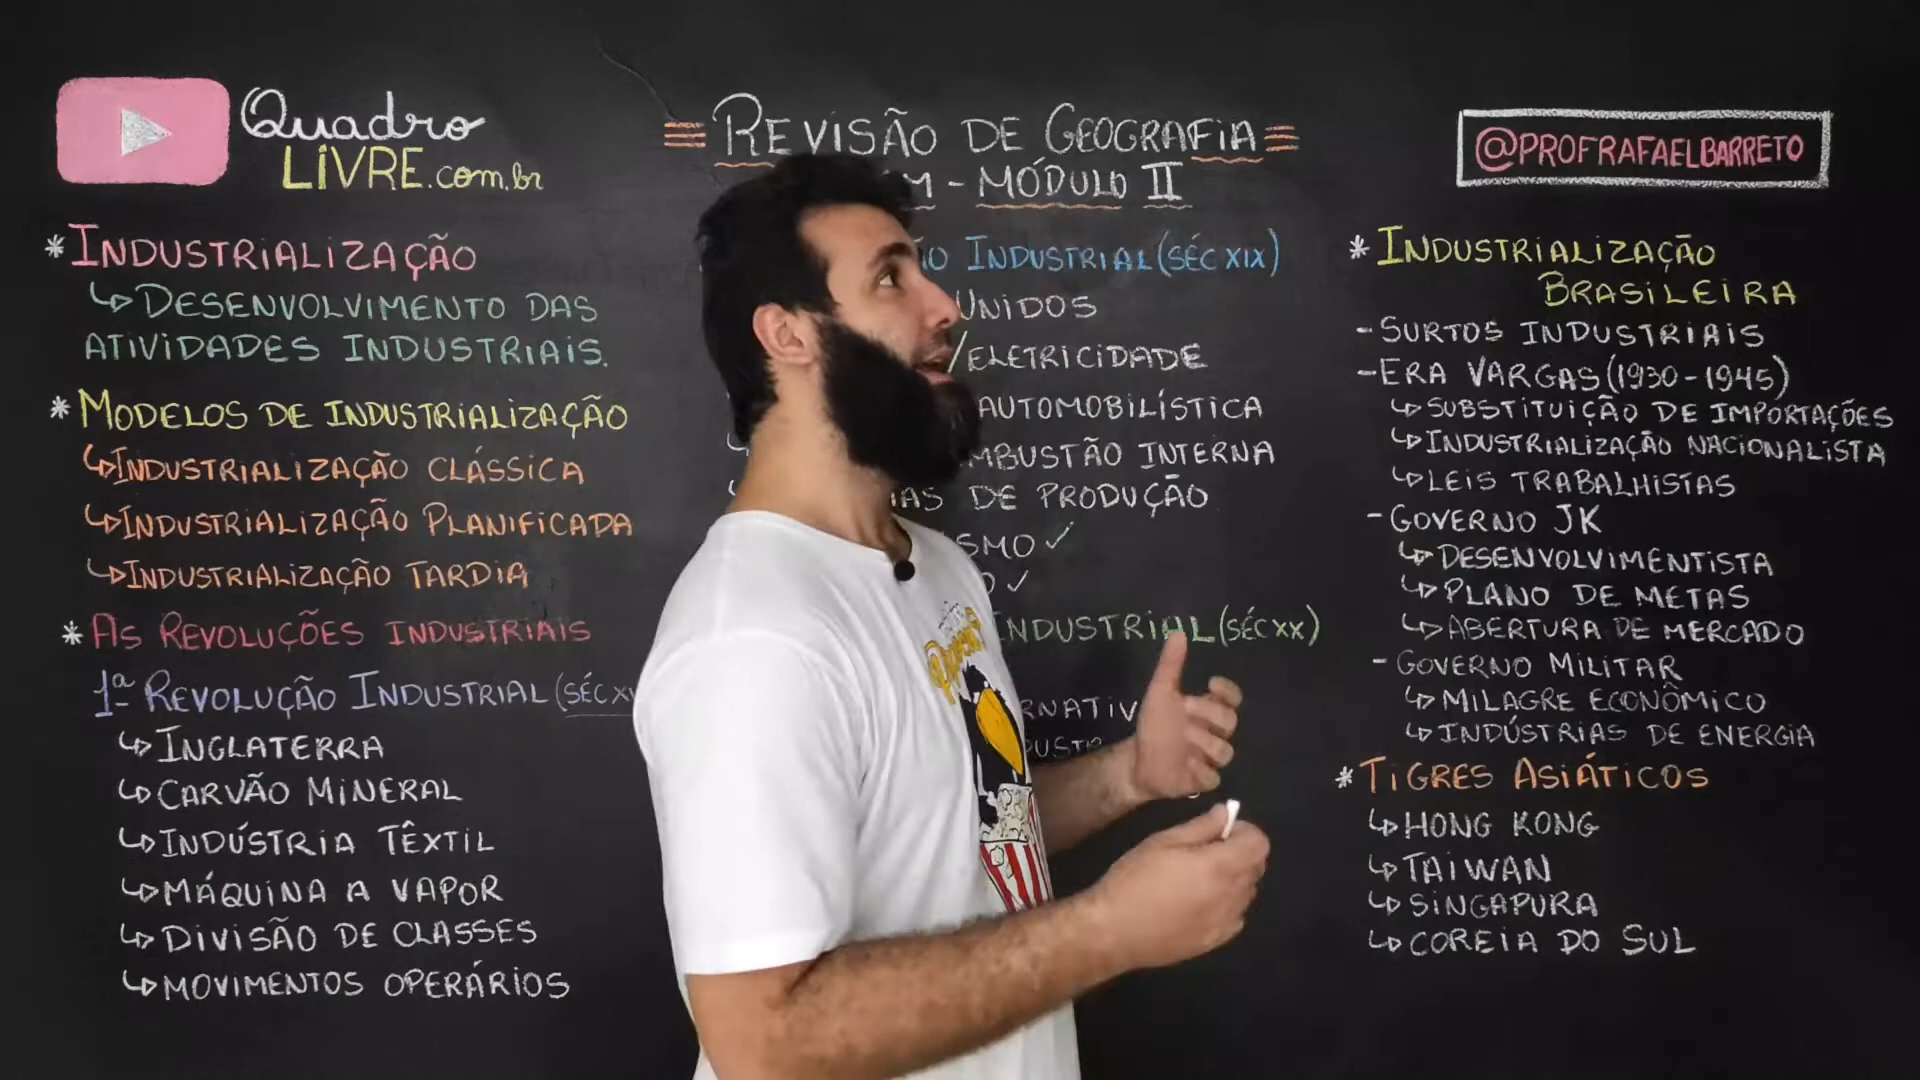 Quadro
LIVRE.com.br
REVISÃO DE GEOGRAFIA
- MÓDULO II
@PROFRAFAELBARRETO
* INDUSTRIALIZAÇÃO
↳ DESENVOLVIMENTO DAS
ATIVIDADES INDUSTRIAIS.
* MODELOS DE INDUSTRIALIZAÇÃO
↳ INDUSTRIALIZAÇÃO CLÁSSICA
↳ INDUSTRIALIZAÇÃO PLANIFICADA
↳ INDUSTRIALIZAÇÃO TARDIA
* AS REVOLUÇÕES INDUSTRIAIS
1ª REVOLUÇÃO INDUSTRIAL (SÉC
↳ INGLATERRA
↳ CARVÃO MINERAL
↳ INDÚSTRIA TÊXTIL
↳ MÁQUINA A VAPOR
↳ DIVISÃO DE CLASSES
↳ MOVIMENTOS OPERÁRIOS
INDUSTRIAL (SÉC XIX)
UNIDOS
/ELETRICIDADE
AUTOMOBILÍSTICA
INTERNA
DE PRODUÇÃO
✓
✓
INDUSTRIAL (SÉC XX)
* INDUSTRIALIZAÇÃO
BRASILEIRA
- SURTOS INDUSTRIAIS
- ERA VARGAS (1930-1945)
↳ SUBSTITUIÇÃO DE IMPORTAÇÕES
↳ INDUSTRIALIZAÇÃO NACIONALISTA
↳ LEIS TRABALHISTAS
- GOVERNO JK
↳ DESENVOLVIMENTISTA
↳ PLANO DE METAS
↳ ABERTURA DE MERCADO
- GOVERNO MILITAR
↳ MILAGRE ECONÔMICO
↳ INDÚSTRIAS DE ENERGIA
* TIGRES ASIÁTICOS
↳ HONG KONG
↳ TAIWAN
↳ SINGAPURA
↳ COREIA DO SUL